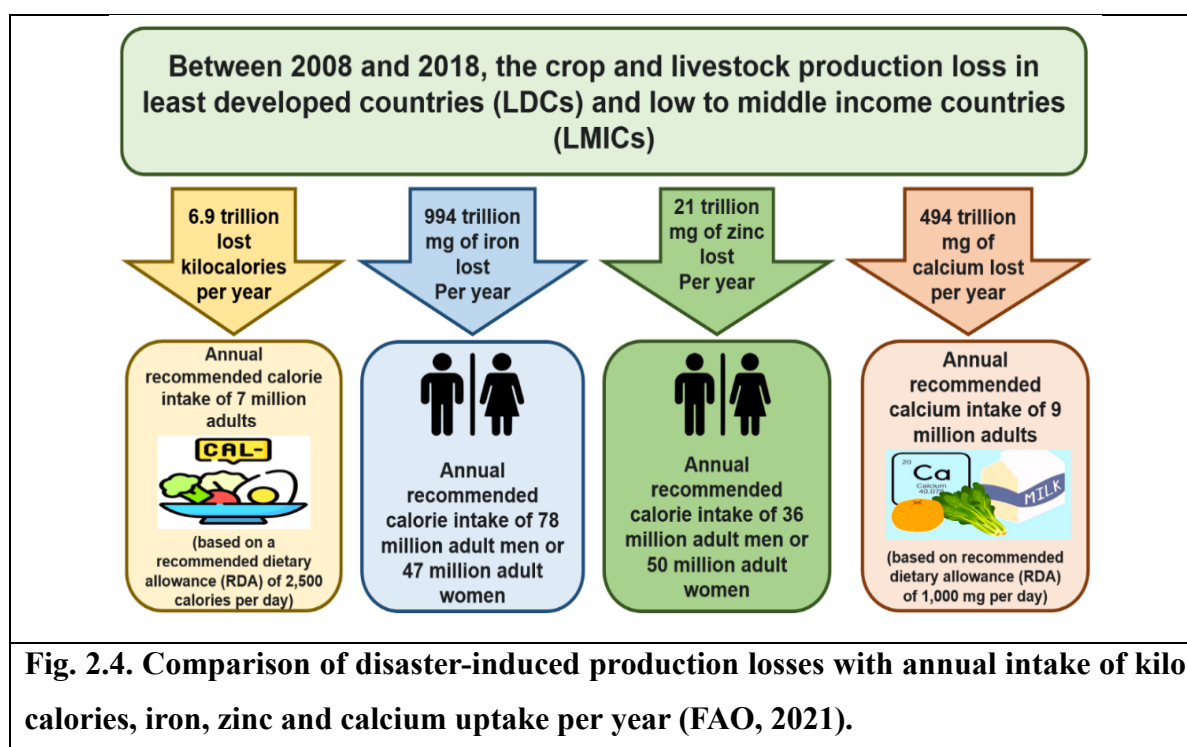 Between 2008 and 2018, the crop and livestock production loss in
least developed countries (LDCs) and low to middle income countries
(LMICs)
6.9 trillion
lost
kilocalories
per year
994 trillion
mg of iron
lost
Per year
21 trillion
mg of zinc
lost
Per year
494 trillion
mg of
calcium lost
per year
Annual
recommended calorie
intake of 7 million
adults
CAL-
(based on a
recommended dietary
allowance (RDA) of 2,500
calories per day)
Annual
recommended
calorie intake of 78
million adult men or
47 million adult
women
Annual
recommended
calorie intake of 36
million adult men or
50 million adult
women
Annual
recommended
calcium intake of 9
million adults
20
Ca
Calcium
40.078
MILK
(based on recommended
dietary allowance (RDA)
of 1,000 mg per day)
Fig. 2.4. Comparison of disaster-induced production losses with annual intake of kilo
calories, iron, zinc and calcium uptake per year (FAO, 2021).